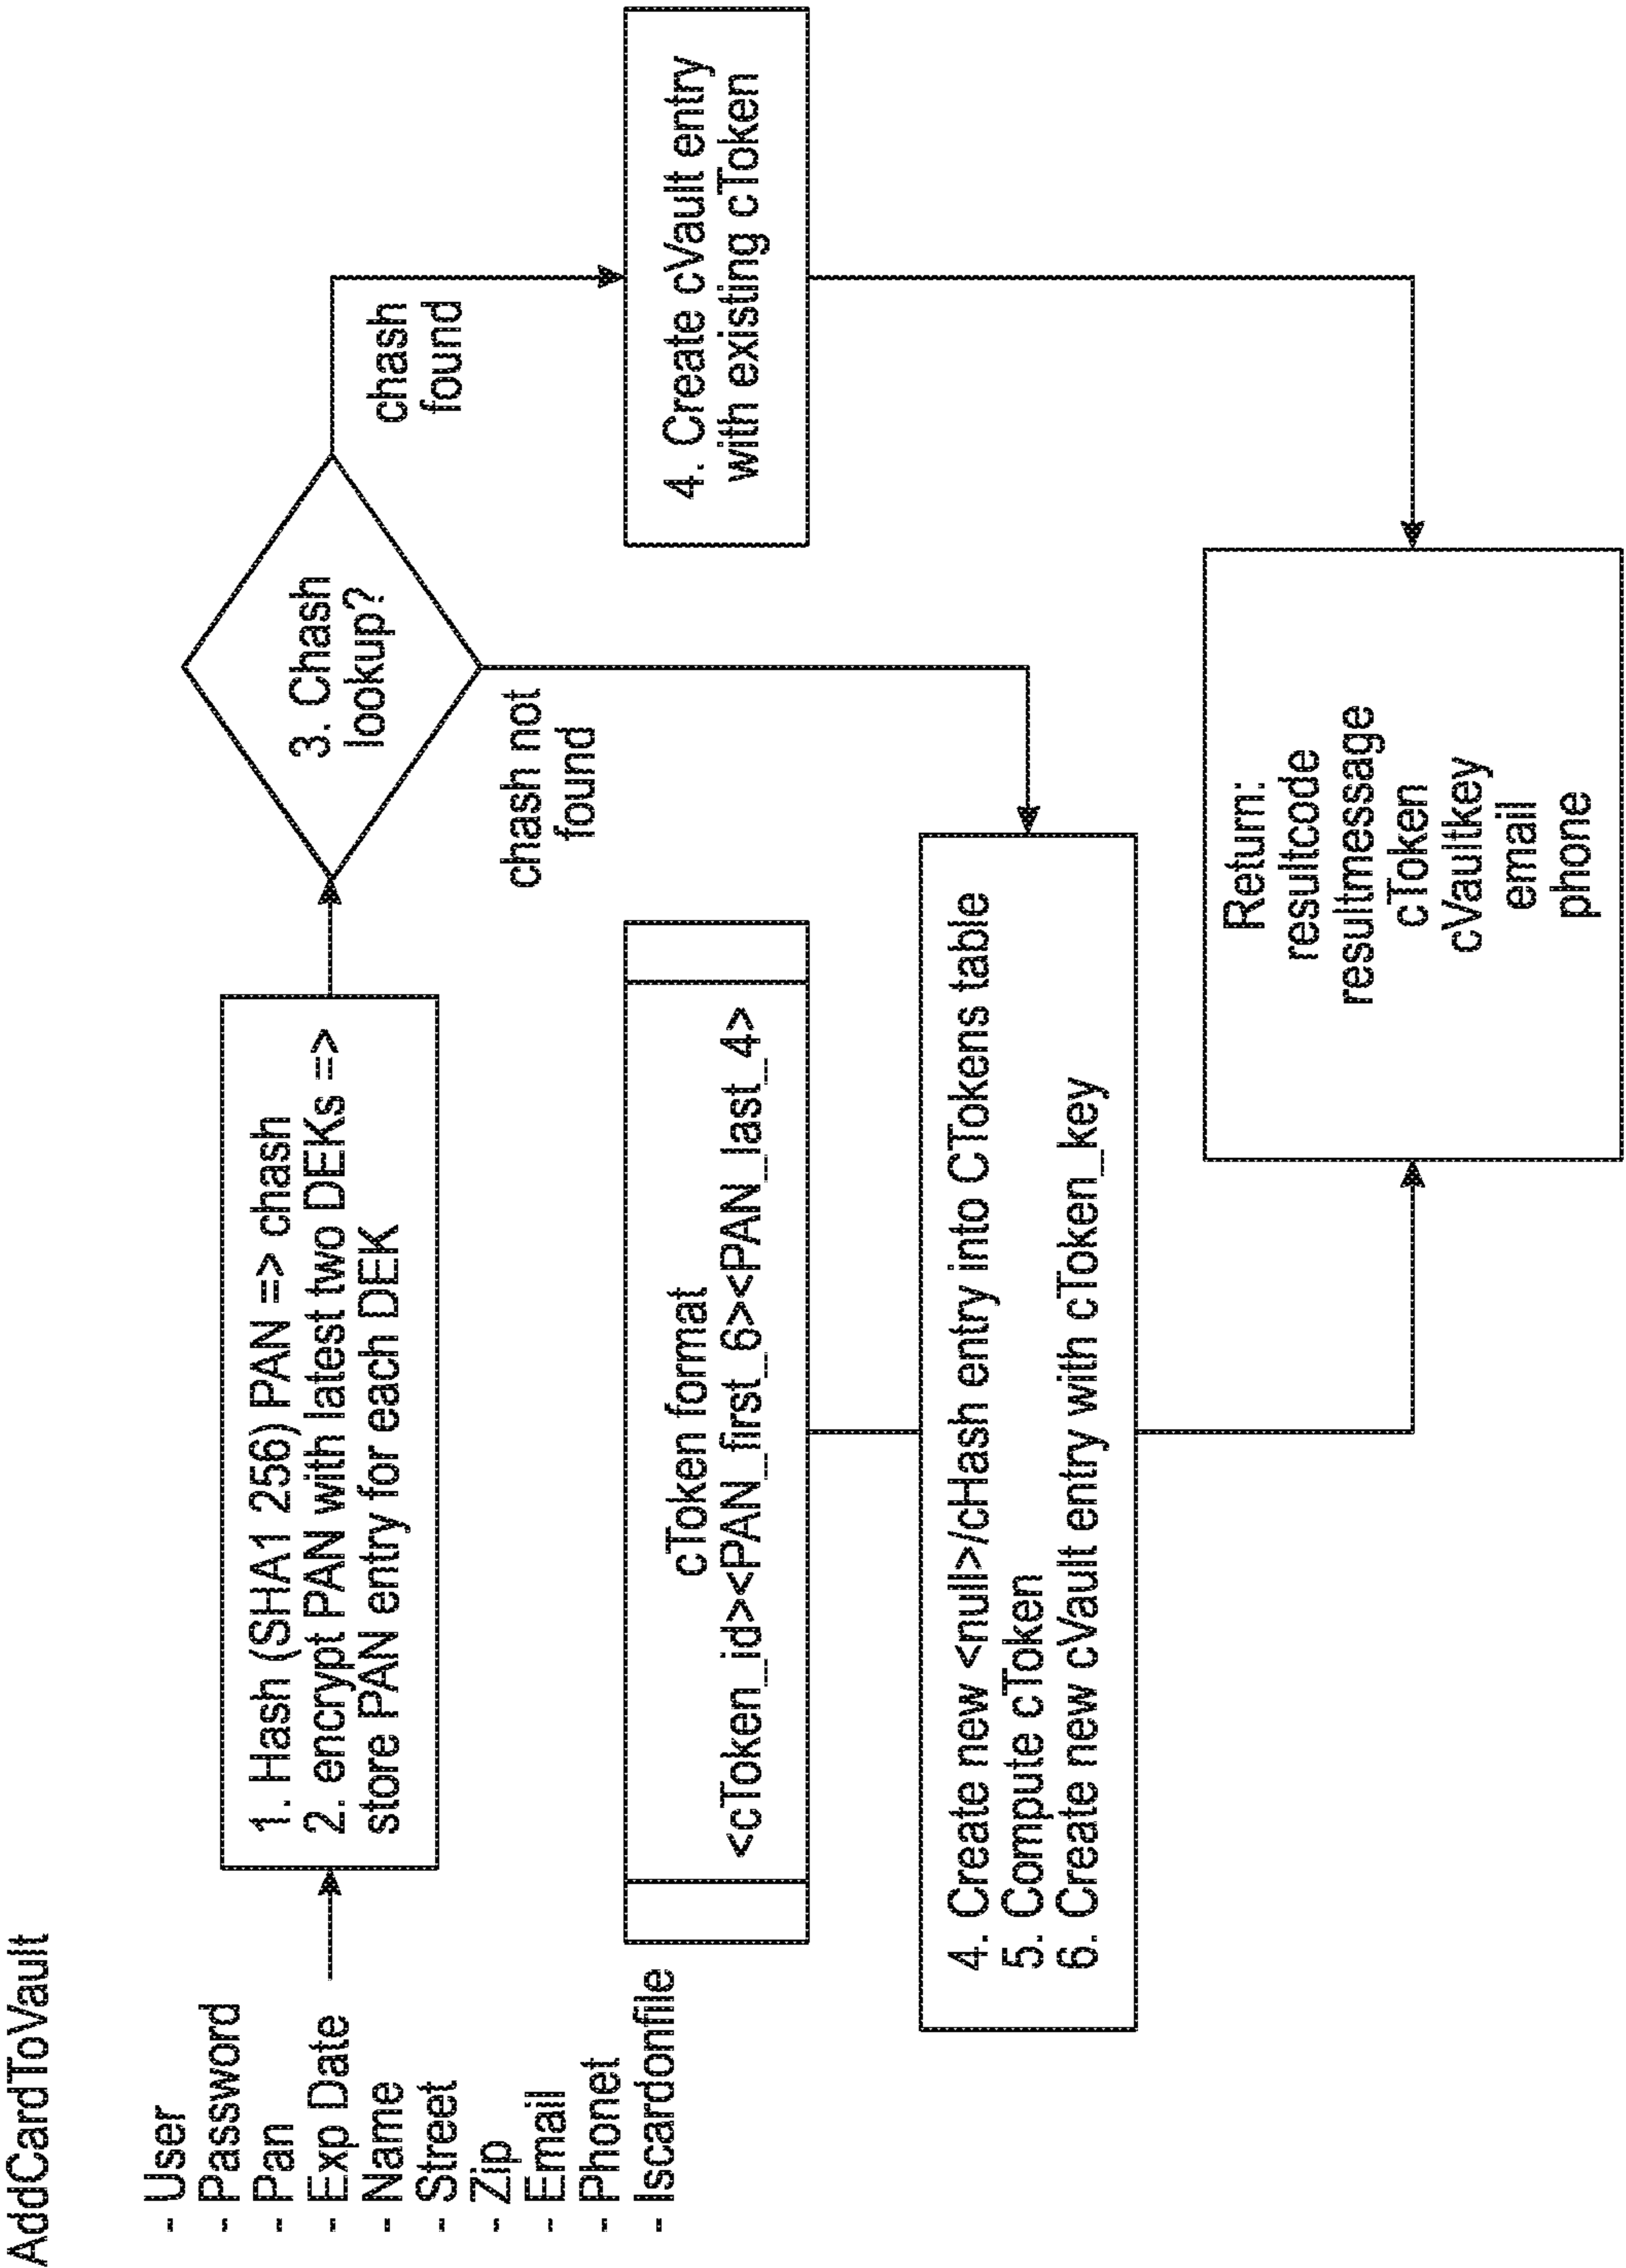 AddCardToVault
- User
- Password
- Pan
- Exp Date
- Name
- Street
- Zip
- Email
- Phonet
- Iscardonfile
1. Hash (SHA1 256) PAN => chash
2. encrypt PAN with latest two DEKs =>
store PAN entry for each DEK
3. Chash
lookup?
chash
found
chash not
found
4. Create cVault entry
with existing cToken
cToken format
<cToken_id><PAN_first_6><PAN_last_4>
4. Create new <null>/cHash entry into CTokens table
5. Compute cToken
6. Create new cVault entry with cToken_key
Return:
resultcode
resultmessage
cToken
cVaultkey
email
phone